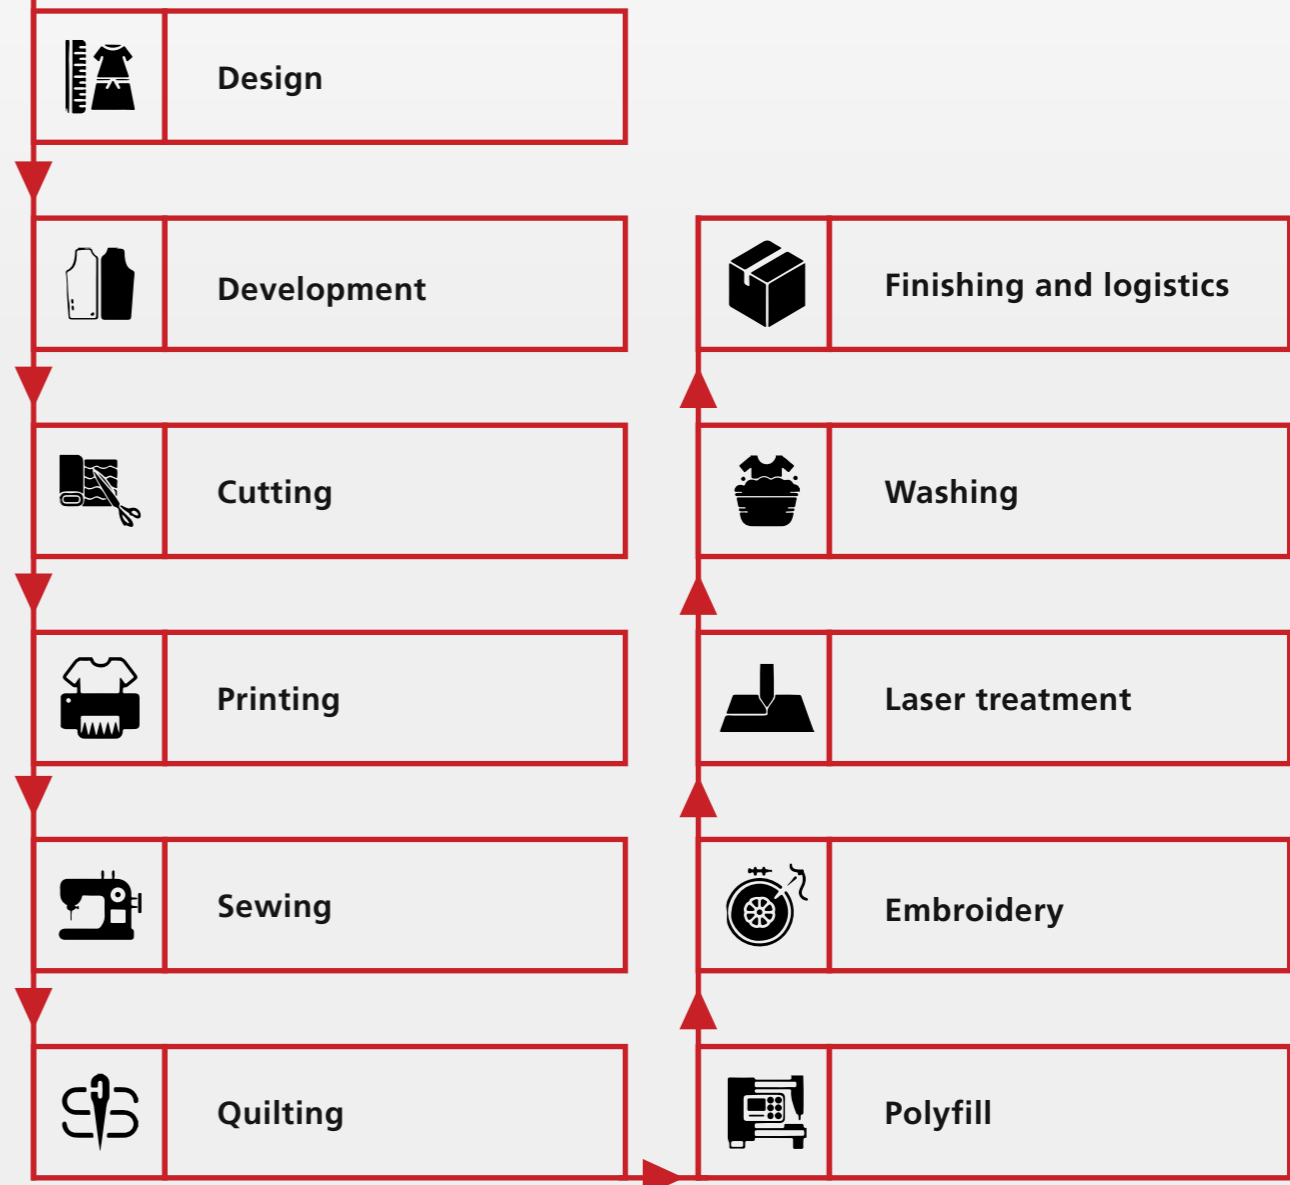 Design
Development
Cutting
Printing
Sewing
Quilting
Polyfill
Embroidery
Laser treatment
Washing
Finishing and logistics